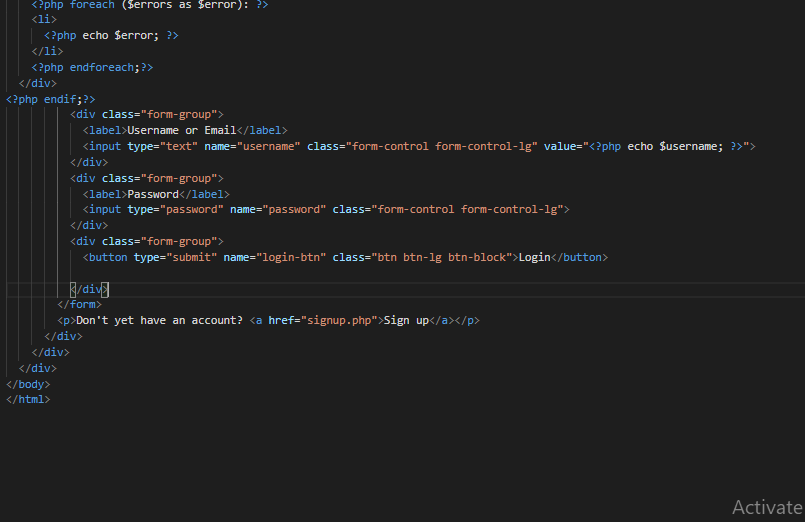 <?php foreach ($errors as $error): ?>
<li>
<?php echo $error; ?>
</li>
<?php endforeach;?>
</div>
<?php endif;?>
<div class="form-group">
<label>Username or Email</label>
<input type="text" name="username" class="form-control form-control-lg" value="<?php echo $username; ?>">
</div>
<div class="form-group">
<label>Password</label>
<input type="password" name="password" class="form-control form-control-lg">
</div>
<div class="form-group">
<button type="submit" name="login-btn" class="btn btn-lg btn-block">Login</button>
</div>
</form>
<p>Don't yet have an account? <a href="signup.php">Sign up</a></p>
</div>
</div>
</div>
</body>
</html>
Activate